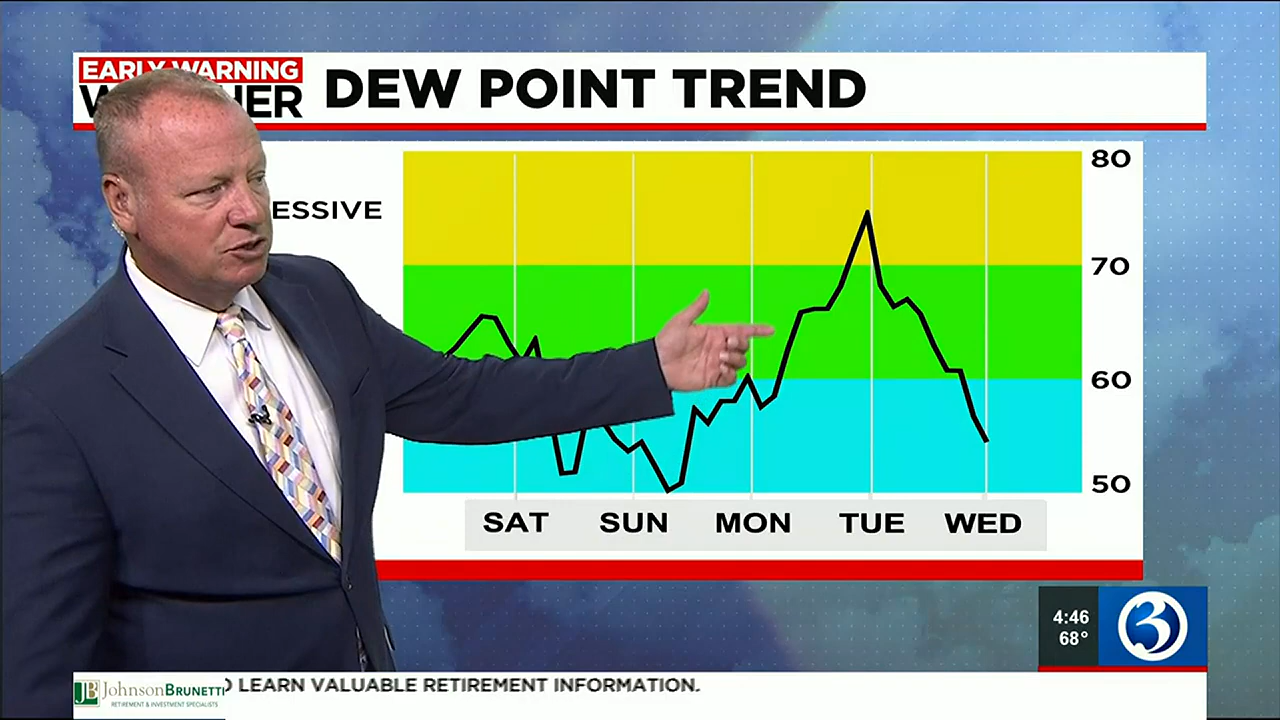 EARLY WARNING
DEW POINT TREND
ESSIVE
80
70
60
50
SAT SUN MON TUE WED
4:46
68°
3
JB JohnsonBrunetti
RETIREMENT & INVESTMENT SPECIALISTS
LEARN VALUABLE RETIREMENT INFORMATION.